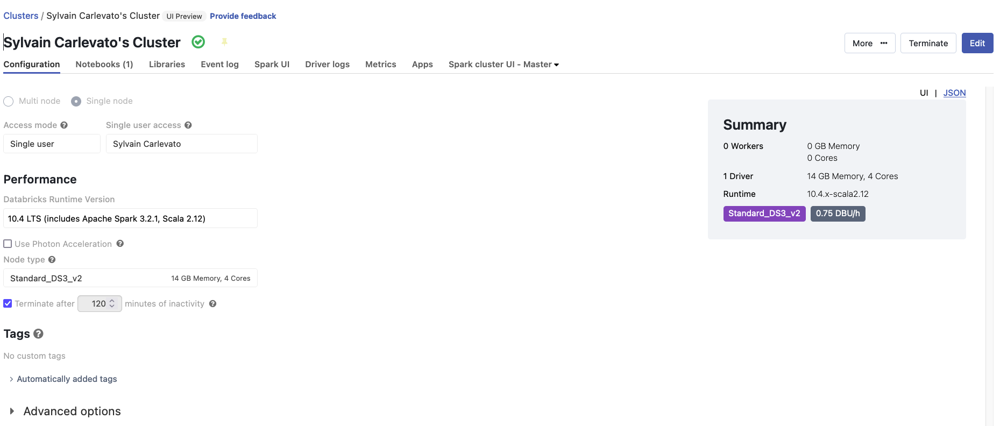 Clusters / Sylvain Carlevato's Cluster UI Preview Provide feedback
Sylvain Carlevato's Cluster
More ··· Terminate Edit
Configuration Notebooks (1) Libraries Event log Spark UI Driver logs Metrics Apps Spark cluster UI - Master
UI | JSON
Multi node Single node
Access mode ? Single user access ?
Single user Sylvain Carlevato
Performance
Databricks Runtime Version
10.4 LTS (includes Apache Spark 3.2.1, Scala 2.12)
Use Photon Acceleration ?
Node type ?
Standard_DS3_v2 14 GB Memory, 4 Cores
Terminate after 120 minutes of inactivity ?
Tags ?
No custom tags
Automatically added tags
Advanced options
Summary
0 Workers 0 GB Memory
0 Cores
1 Driver 14 GB Memory, 4 Cores
Runtime 10.4.x-scala2.12
Standard_DS3_v2 0.75 DBU/h